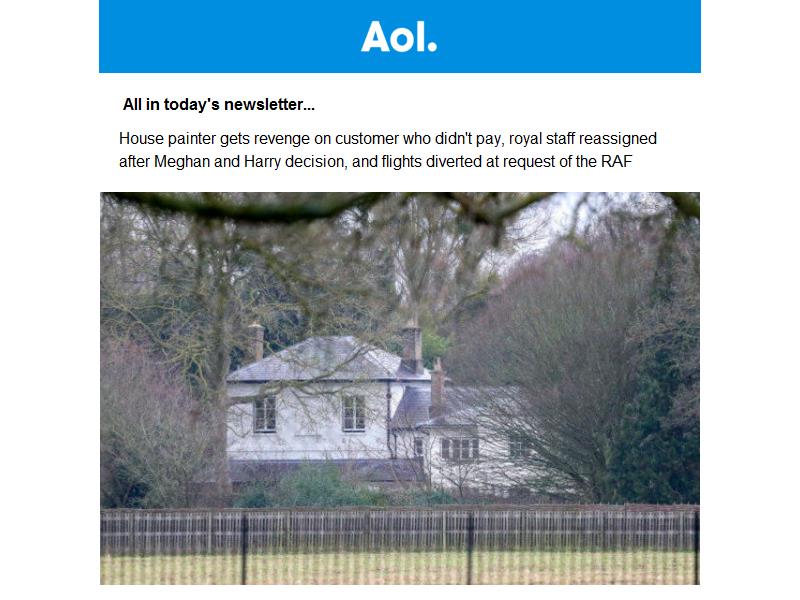 Aol.
All in today's newsletter...
House painter gets revenge on customer who didn't pay, royal staff reassigned
after Meghan and Harry decision, and flights diverted at request of the RAF